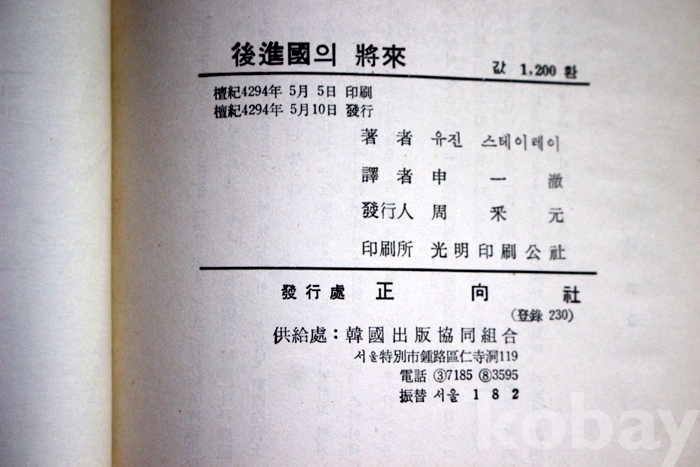 後進國의 將來
값 1,200 환
檀紀4294年 5月 5日 印刷
檀紀4294年 5月10日 發行
著者 유진 스테이레이
譯者 申一澈
發行人 周采元
印刷所 光明印刷公社
發行處 正向社
(登錄 230)
供給處: 韓國出版協同組合
서울特別市鍾路區仁寺洞119
電話 ③7185 ⑧3595
振替 서울 182
kobay